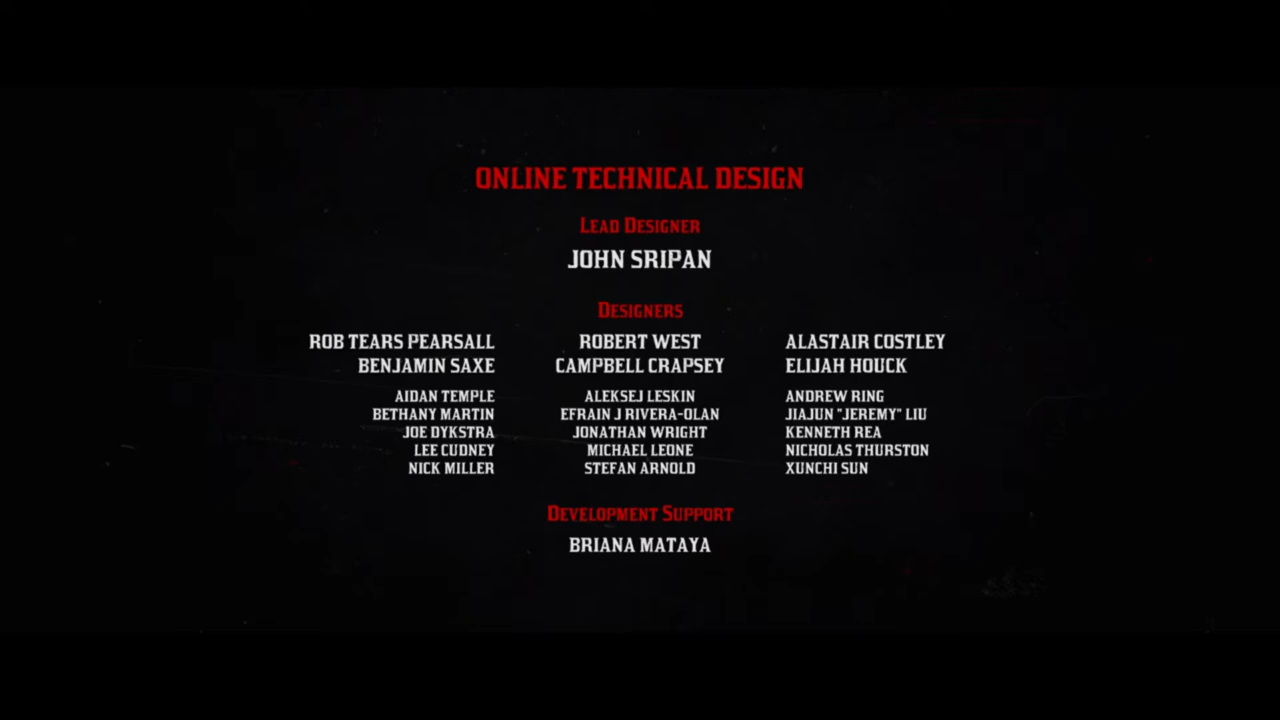 ONLINE TECHNICAL DESIGN
LEAD DESIGNER
JOHN SRIPAN
DESIGNERS
ROB TEARS PEARSALL ROBERT WEST ALASTAIR COSTLEY
BENJAMIN SAXE CAMPBELL CRAPSEY ELIJAH HOUCK
AIDAN TEMPLE ALEKSEJ LESKIN ANDREW RING
BETHANY MARTIN EFRAIN J RIVERA-OLAN JIAJUN "JEREMY" LIU
JOE DYKSTRA JONATHAN WRIGHT KENNETH REA
LEE CUDNEY MICHAEL LEONE NICHOLAS THURSTON
NICK MILLER STEFAN ARNOLD XUNCHI SUN
DEVELOPMENT SUPPORT
BRIANA MATAYA